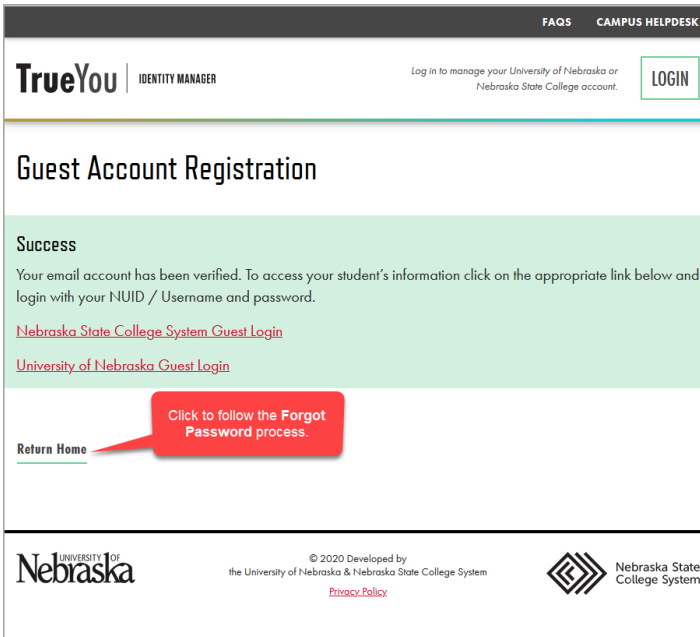 FAQS CAMPUS HELPDESK
TrueYou IDENTITY MANAGER
Log in to manage your University of Nebraska or
Nebraska State College account.
LOGIN
Guest Account Registration
Success
Your email account has been verified. To access your student’s information click on the appropriate link below and
login with your NUID / Username and password.
Nebraska State College System Guest Login
University of Nebraska Guest Login
Click to follow the Forgot
Password process.
Return Home
UNIVERSITY OF
Nebraska
© 2020 Developed by
the University of Nebraska & Nebraska State College System
Privacy Policy
Nebraska State
College System